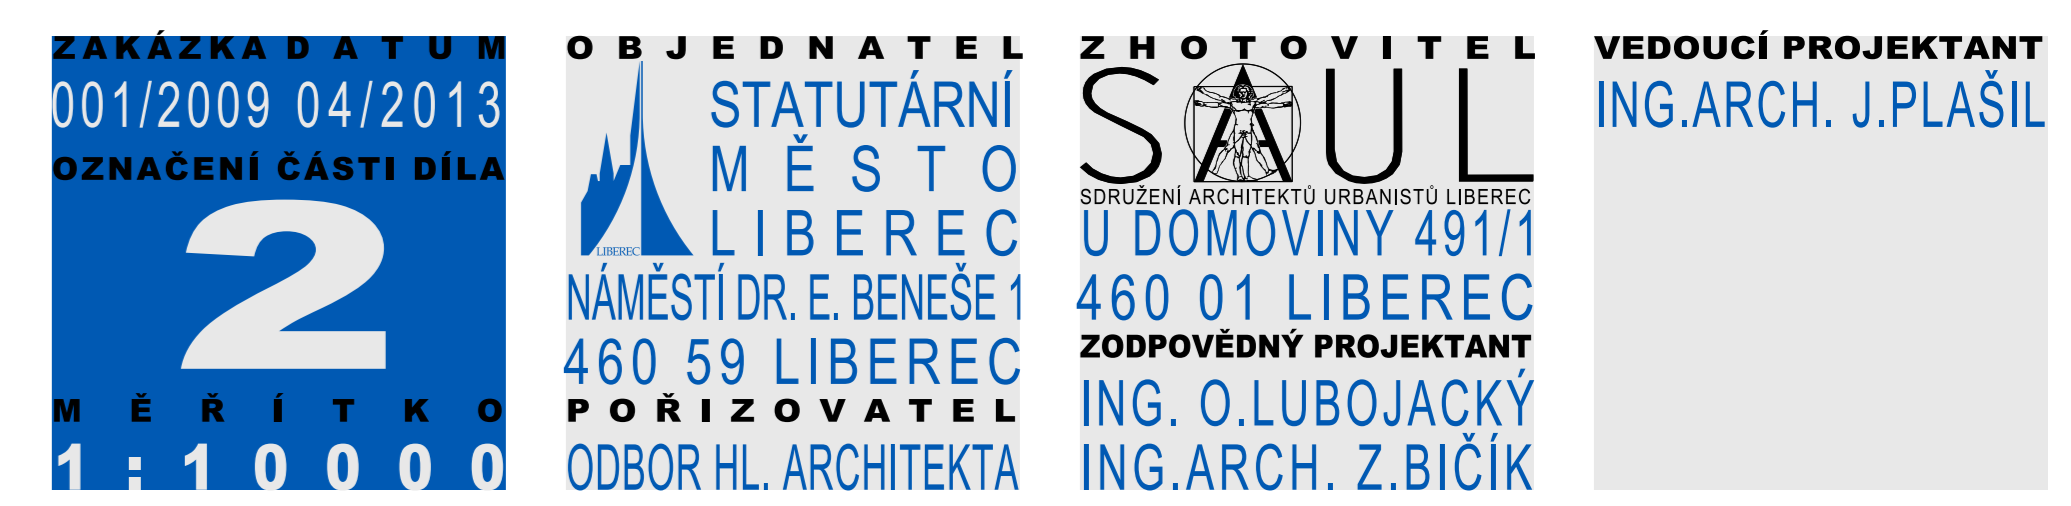 ZAKÁZKA DATUM
001/2009 04/2013
OZNAČENÍ ČÁSTI DÍLA
2
MĚŘÍTKO
1:10000
OBJEDNATEL
STATUTÁRNÍ
MĚSTO
LIBEREC
LIBEREC
NÁMĚSTÍ DR. E. BENEŠE 1
460 59 LIBEREC
POŘIZOVATEL
ODBOR HL. ARCHITEKTA
ZHOTOVITEL
SAUL
SDRUŽENÍ ARCHITEKTŮ URBANISTŮ LIBEREC
U DOMOVINY 491/1
460 01 LIBEREC
ZODPOVĚDNÝ PROJEKTANT
ING. O.LUBOJACKÝ
ING.ARCH. Z.BIČÍK
VEDOUCÍ PROJEKTANT
ING.ARCH. J.PLAŠIL